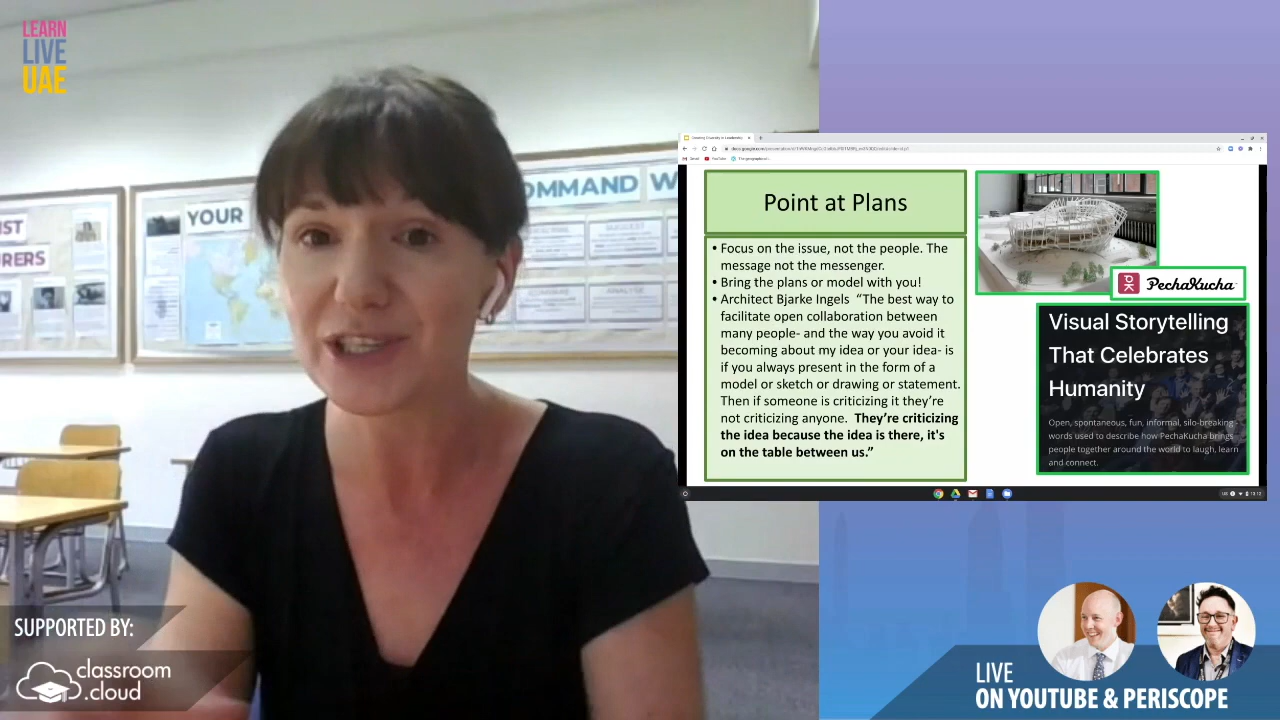 LEARN
LIVE
UAE
IST
URERS
YOUR
COMMAND W
SUPPORTED BY:
classroom
.cloud
Point at Plans
• Focus on the issue, not the people. The
message not the messenger.
• Bring the plans or model with you!
• Architect Bjarke Ingels “The best way to
facilitate open collaboration between
many people- and the way you avoid it
becoming about my idea or your idea- is
if you always present in the form of a
model or sketch or drawing or statement.
Then if someone is criticizing it they’re
not criticizing anyone. They’re criticizing
the idea because the idea is there, it's
on the table between us.”
PK
PechaKucha
Visual Storytelling
That Celebrates
Humanity
Open, spontaneous, fun, informal, silo-breaking -
words used to describe how PechaKucha brings
people together around the world to laugh, learn
and connect.
LIVE
ON YOUTUBE & PERISCOPE